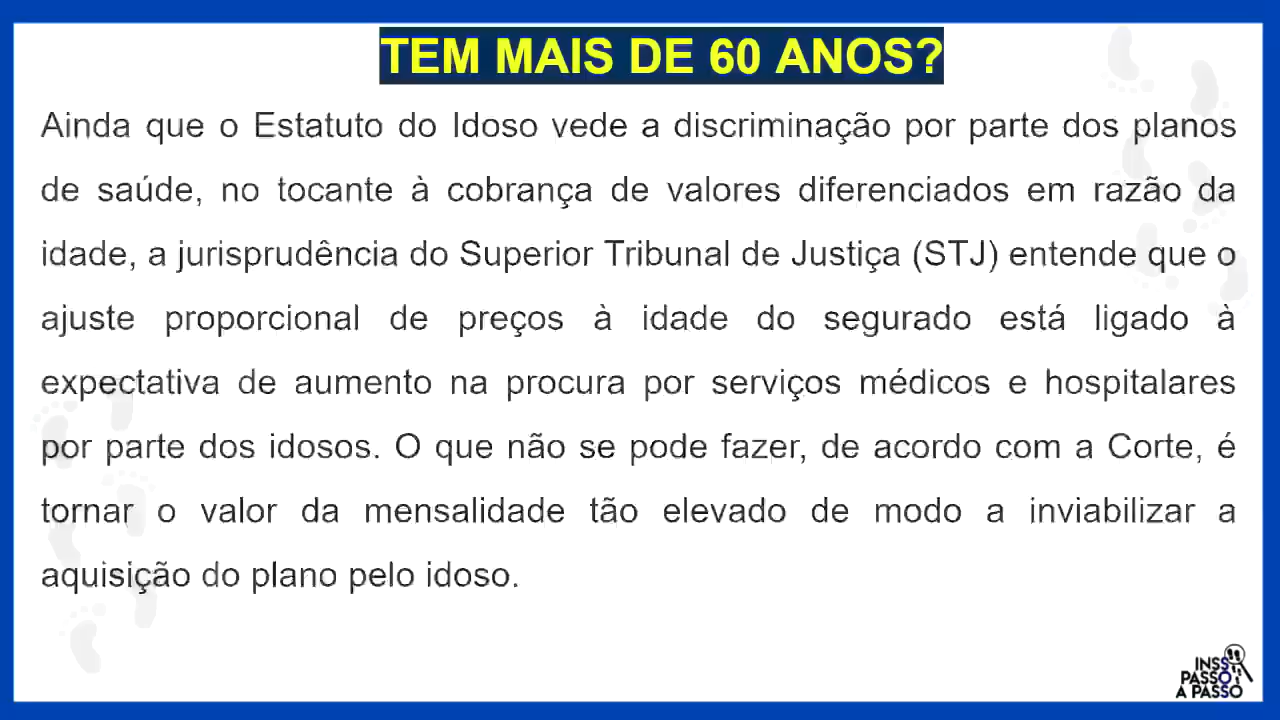 TEM MAIS DE 60 ANOS?
Ainda que o Estatuto do Idoso vede a discriminação por parte dos planos
de saúde, no tocante à cobrança de valores diferenciados em razão da
idade, a jurisprudência do Superior Tribunal de Justiça (STJ) entende que o
ajuste proporcional de preços à idade do segurado está ligado à
expectativa de aumento na procura por serviços médicos e hospitalares
por parte dos idosos. O que não se pode fazer, de acordo com a Corte, é
tornar o valor da mensalidade tão elevado de modo a inviabilizar a
aquisição do plano pelo idoso.
INSS
PASSO
A PASSO